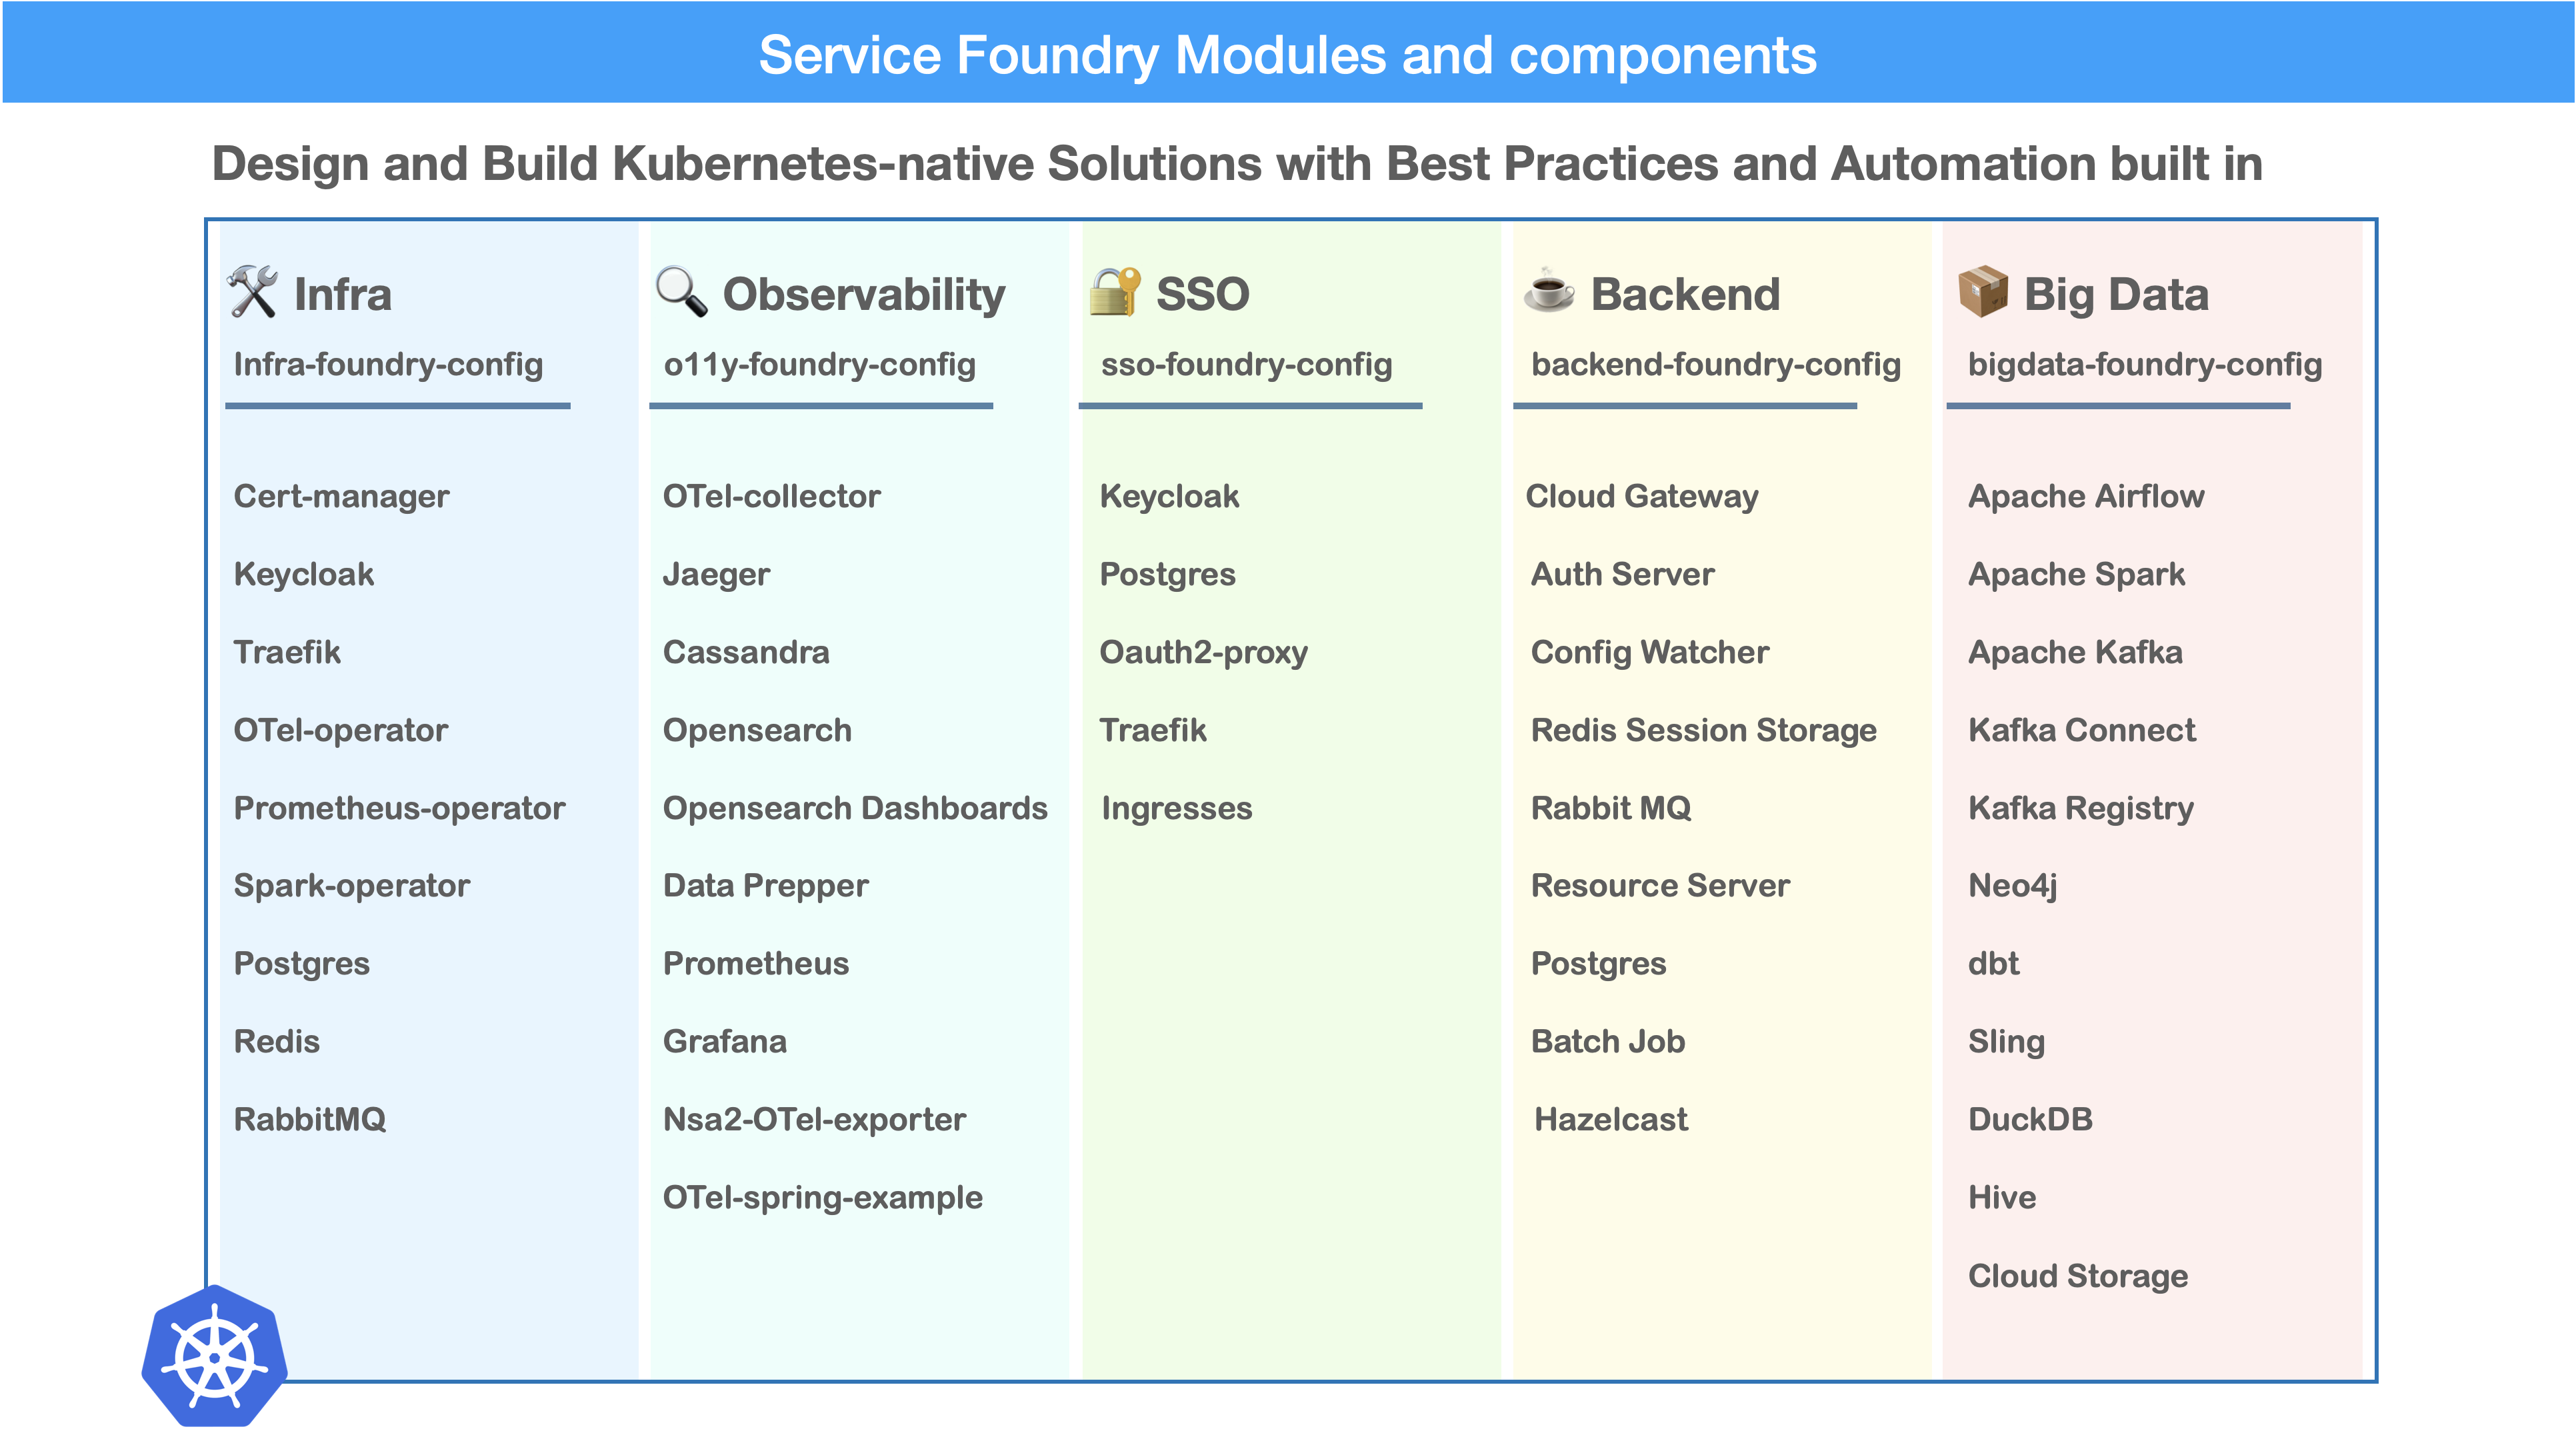 Service Foundry Modules and components
Design and Build Kubernetes-native Solutions with Best Practices and Automation built in
Infra
Infra-foundry-config
Cert-manager
Keycloak
Traefik
OTel-operator
Prometheus-operator
Spark-operator
Postgres
Redis
RabbitMQ
Observability
o11y-foundry-config
OTel-collector
Jaeger
Cassandra
Opensearch
Opensearch Dashboards
Data Prepper
Prometheus
Grafana
Nsa2-OTel-exporter
OTel-spring-example
SSO
sso-foundry-config
Keycloak
Postgres
Oauth2-proxy
Traefik
Ingresses
Backend
backend-foundry-config
Cloud Gateway
Auth Server
Config Watcher
Redis Session Storage
Rabbit MQ
Resource Server
Postgres
Batch Job
Hazelcast
Big Data
bigdata-foundry-config
Apache Airflow
Apache Spark
Apache Kafka
Kafka Connect
Kafka Registry
Neo4j
dbt
Sling
DuckDB
Hive
Cloud Storage